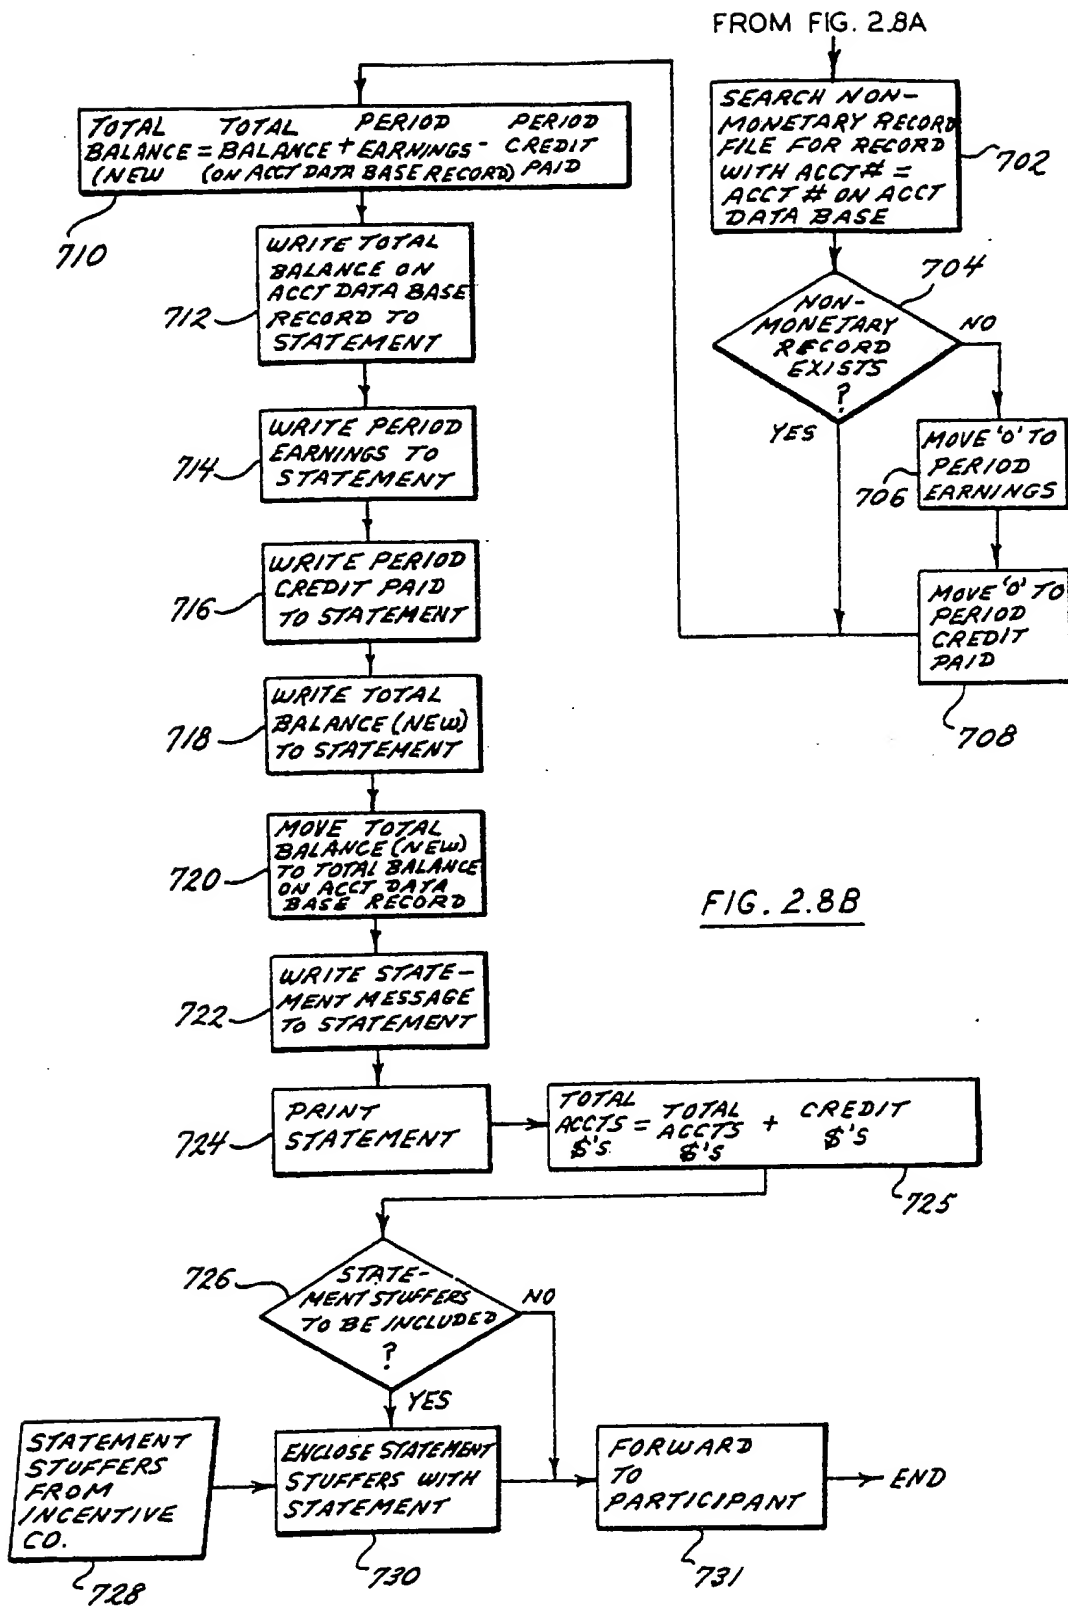 FROM FIG. 2.8A
SEARCH NON-
MONETARY RECORD
FILE FOR RECORD
WITH ACCT# =
ACCT # ON ACCT
DATA BASE
702
704
NON-
MONETARY
RECORD
EXISTS
?
NO
YES
MOVE 'O' TO
PERIOD
EARNINGS
706
MOVE 'O' TO
PERIOD
CREDIT
PAID
708
TOTAL TOTAL PERIOD PERIOD
BALANCE = BALANCE + EARNINGS - CREDIT
(NEW (ON ACCT DATA BASE RECORD) PAID
710
WRITE TOTAL
BALANCE ON
ACCT DATA BASE
RECORD TO
STATEMENT
712
WRITE PERIOD
EARNINGS TO
STATEMENT
714
WRITE PERIOD
CREDIT PAID
TO STATEMENT
716
WRITE TOTAL
BALANCE (NEW)
TO STATEMENT
718
MOVE TOTAL
BALANCE (NEW)
TO TOTAL BALANCE
ON ACCT DATA
BASE RECORD
720
FIG. 2.8B
WRITE STATE-
MENT MESSAGE
TO STATEMENT
722
PRINT
STATEMENT
724
TOTAL TOTAL CREDIT
ACCTS = ACCTS + $'S
$'S $'S
725
726
STATE-
MENT STUFFERS
TO BE INCLUDED
?
NO
YES
STATEMENT
STUFFERS
FROM
INCENTIVE
CO.
728
ENCLOSE STATEMENT
STUFFERS WITH
STATEMENT
730
FORWARD
TO
PARTICIPANT
731
END